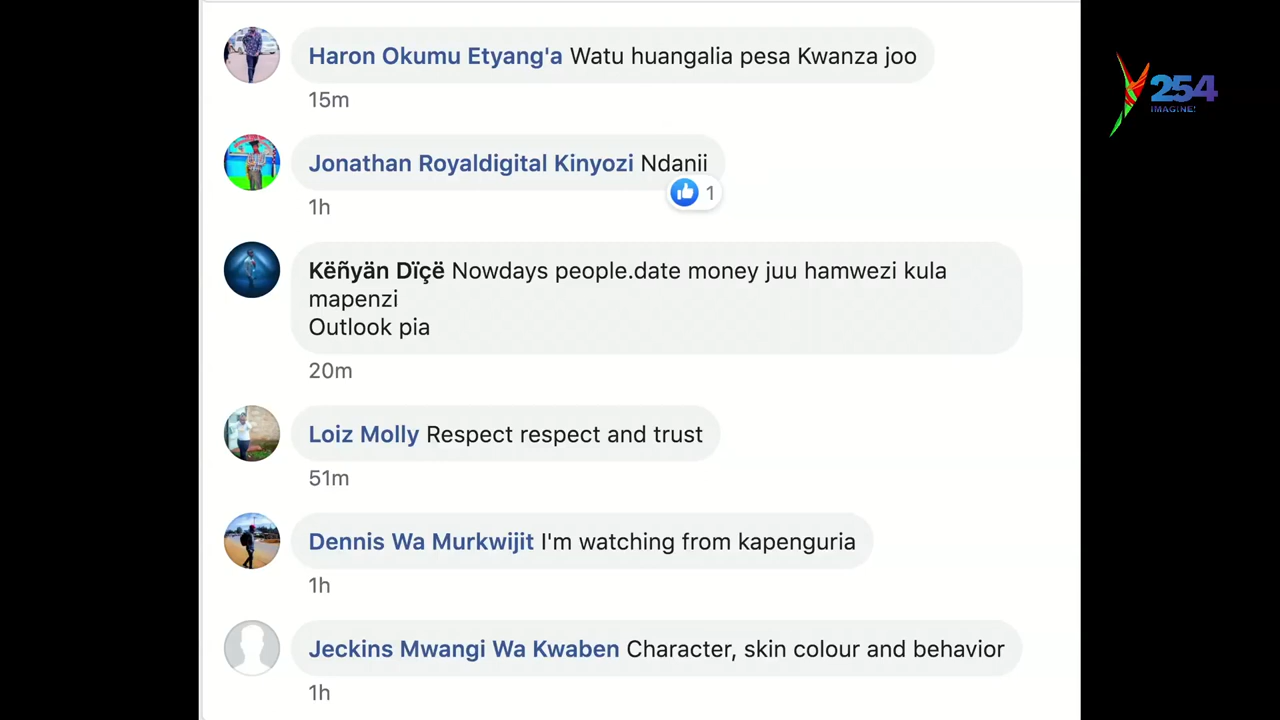 Haron Okumu Etyang'a Watu huangalia pesa Kwanza joo
15m
Jonathan Royaldigital Kinyozi Ndanii
1
1h
Këñyän Dïçë Nowdays people.date money juu hamwezi kula
mapenzi
Outlook pia
20m
Loiz Molly Respect respect and trust
51m
Dennis Wa Murkwijit I'm watching from kapenguria
1h
Jeckins Mwangi Wa Kwaben Character, skin colour and behavior
1h
Y254
IMAGINE!